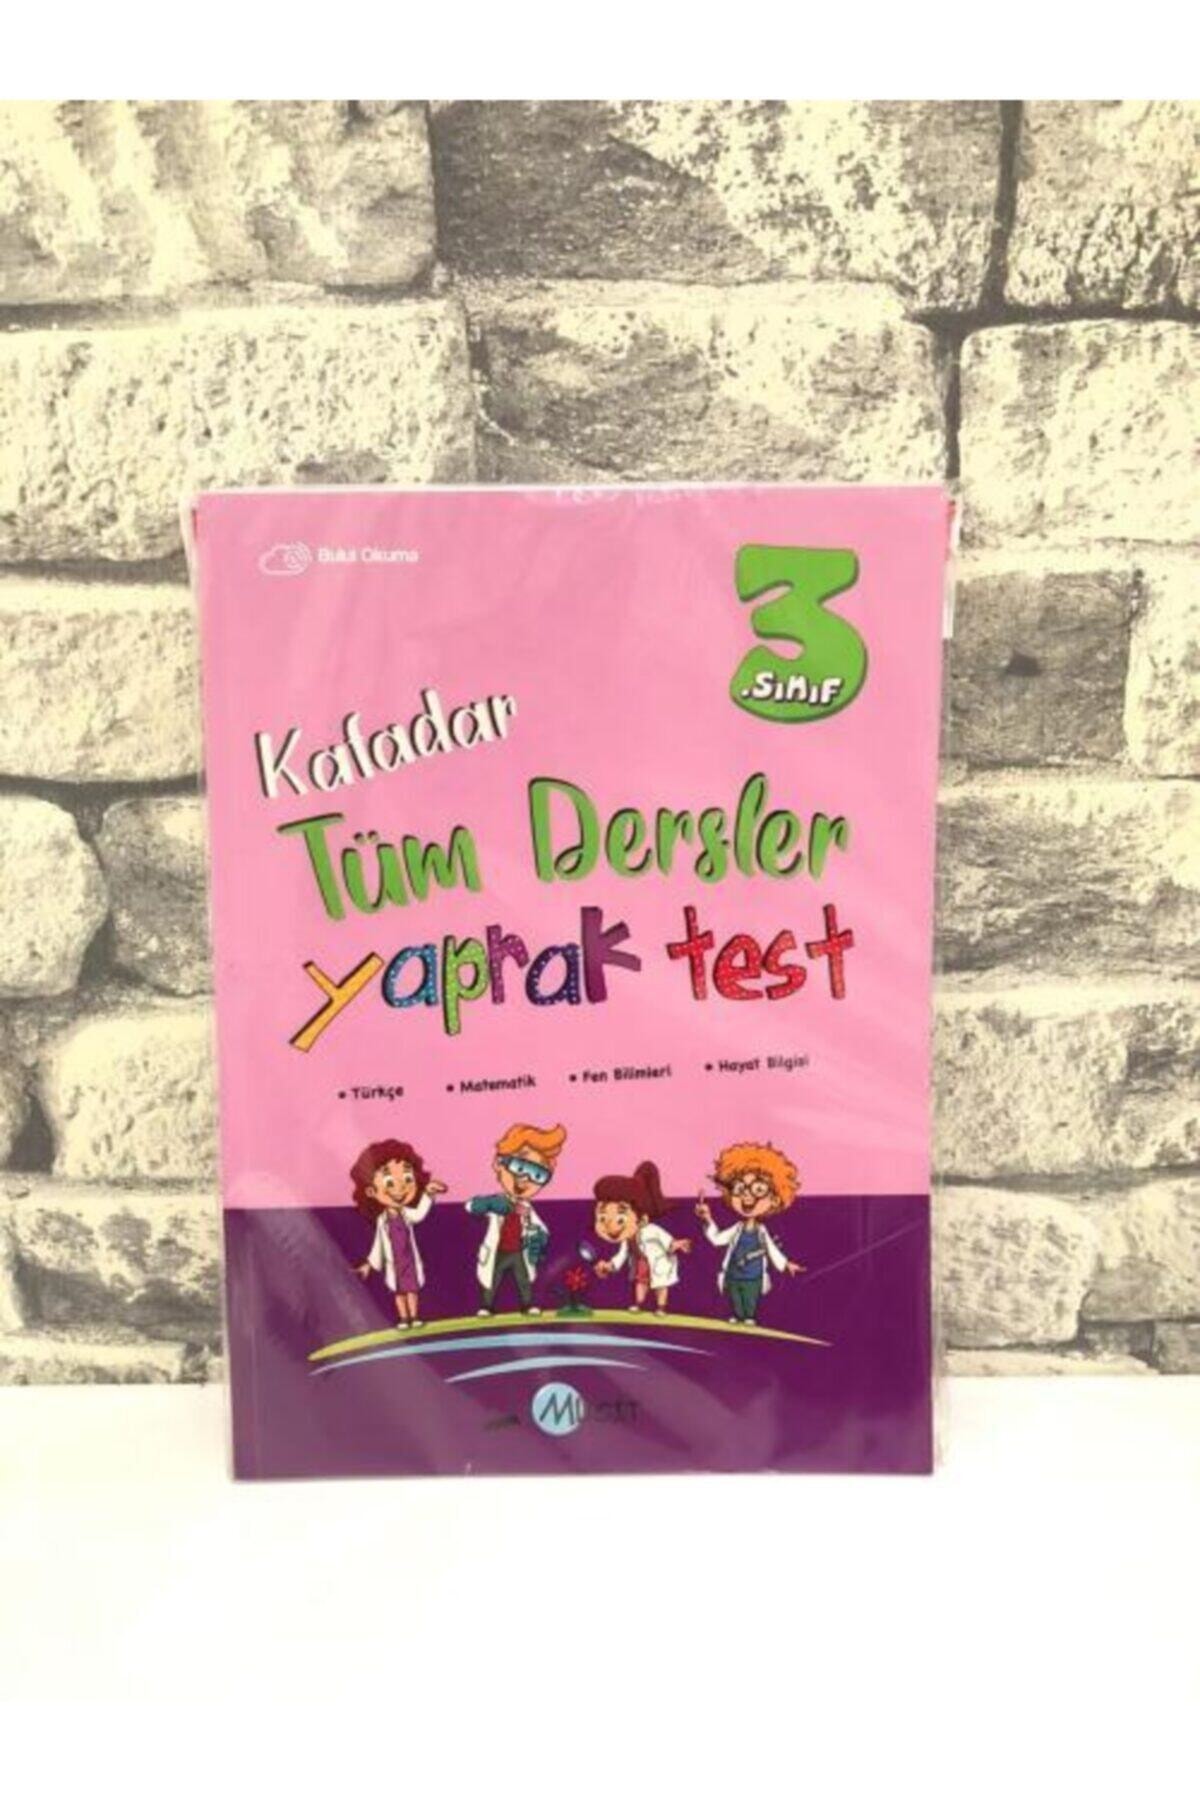 Bulut Okuma
3
.SINIF
Kafadar
Tüm Dersler
yaprak test
• Türkçe • Matematik • Fen Bilimleri • Hayat Bilgisi